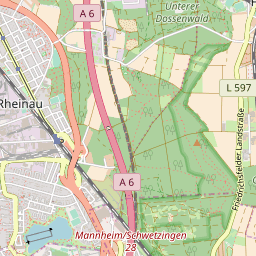 A 6
Unterer
Dossenwald
L 597
Rheinau
Friedrichsfelder Landstraße
A 6
Mannheim/Schwetzingen
28